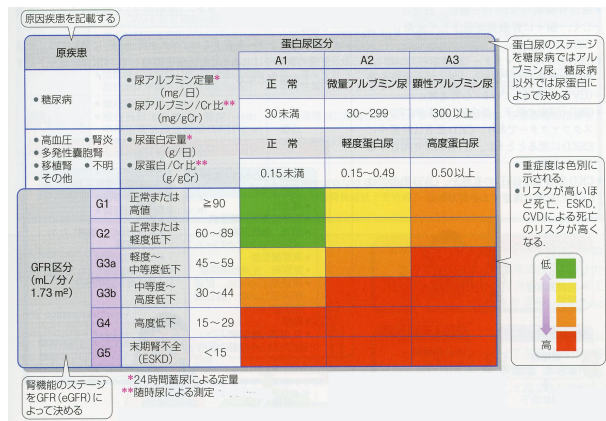 原因疾患を記載する
原疾患
蛋白尿区分
A1
A2
A3
●糖尿病
●尿アルブミン定量*
(mg/日)
●尿アルブミン/Cr比**
(mg/gCr)
正 常
微量アルブミン尿
顕性アルブミン尿
30未満
30〜299
300以上
●高血圧 ●腎炎
●多発性嚢胞腎
●移植腎 ●不明
●その他
●尿蛋白定量*
(g/日)
●尿蛋白/Cr比**
(g/gCr)
正 常
軽度蛋白尿
高度蛋白尿
0.15未満
0.15〜0.49
0.50以上
GFR区分
(mL/分/
1.73m²)
G1
正常または
高値
≧90
G2
正常または
軽度低下
60〜89
G3a
軽度〜
中等度低下
45〜59
G3b
中等度〜
高度低下
30〜44
G4
高度低下
15〜29
G5
末期腎不全
(ESKD)
<15
蛋白尿のステージ
を糖尿病ではアル
ブミン尿，糖尿病
以外では尿蛋白に
よって決める
●重症度は色別に
示される．
●リスクが高いほ
ど死亡，ESKD，
CVDによる死亡
のリスクが高く
なる．
低
高
腎機能のステージ
をGFR(eGFR)に
よって決める
*24時間蓄尿による定量
**随時尿による測定